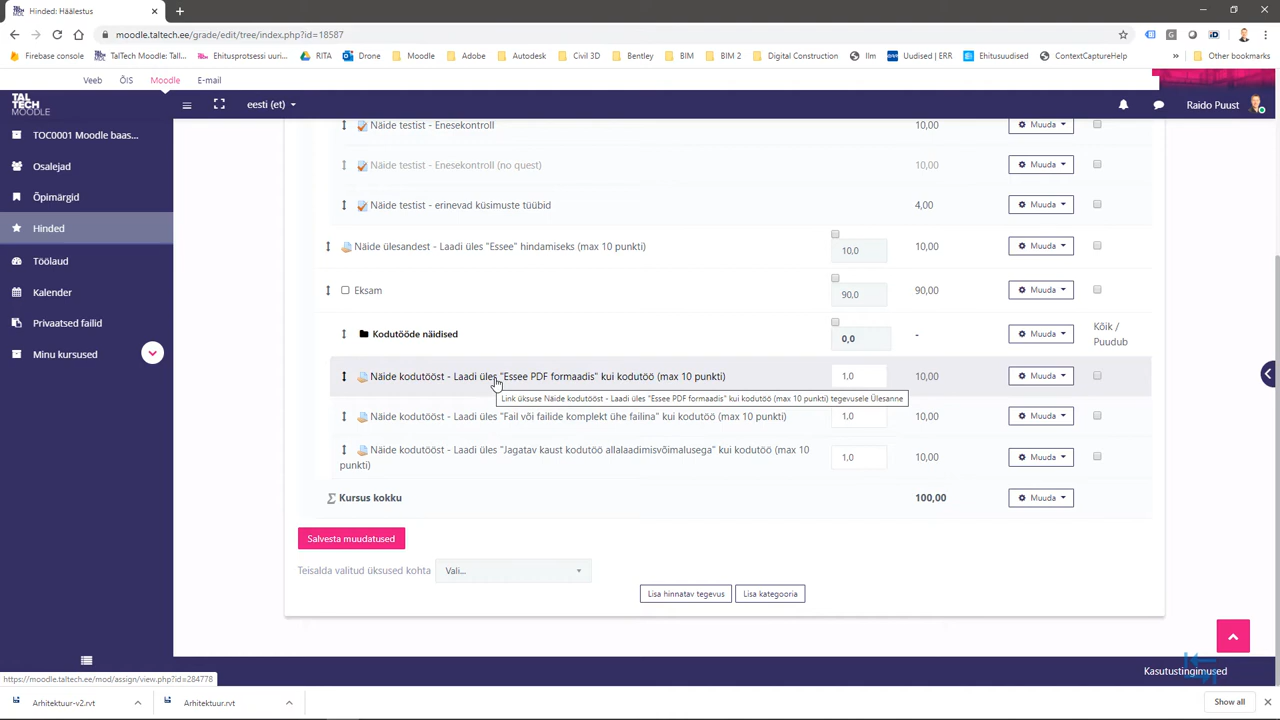 Hinded: Häälestus
moodle.taltech.ee/grade/edit/tree/index.php?id=18587
Firebase console
TalTech Moodle: Tall...
Ehitusprotsessi uuri...
RITA
Drone
Moodle
Adobe
Autodesk
Civil 3D
Bentley
BIM
BIM 2
Digital Construction
Ilm
Uudised | ERR
Ehitusuudised
ContextCaptureHelp
»
Other bookmarks
Veeb
ÕIS
Moodle
E-mail
TAL
TECH
MOODLE
eesti (et)
Raido Puust
TOC0001 Moodle baas...
Osalejad
Õpimärgid
Hinded
Töölaud
Kalender
Privaatsed failid
Minu kursused
Näide testist - Enesekontroll
10,00
Muuda
Näide testist - Enesekontroll (no quest)
10,00
Muuda
Näide testist - erinevad küsimuste tüübid
4,00
Muuda
Näide ülesandest - Laadi üles "Essee" hindamiseks (max 10 punkti)
10,0
10,00
Muuda
Eksam
90,0
90,00
Muuda
Kodutööde näidised
0,0
-
Muuda
Kõik /
Puudub
Näide kodutööst - Laadi üles "Essee PDF formaadis" kui kodutöö (max 10 punkti)
1,0
10,00
Muuda
Link üksuse Näide kodutööst - Laadi üles "Essee PDF formaadis" kui kodutöö (max 10 punkti) tegevusele Ülesanne
Näide kodutööst - Laadi üles "Fail või failide komplekt ühe failina" kui kodutöö (max 10 punkti)
1,0
10,00
Muuda
Näide kodutööst - Laadi üles "Jagatav kaust kodutöö allalaadimisvõimalusega" kui kodutöö (max 10
punkti)
1,0
10,00
Muuda
Kursus kokku
100,00
Muuda
Salvesta muudatused
Teisalda valitud üksused kohta
Vali...
Lisa hinnatav tegevus
Lisa kategooria
Kasutustingimused
https://moodle.taltech.ee/mod/assign/view.php?id=284778
Arhitektuur-v2.rvt
Arhitektuur.rvt
Show all